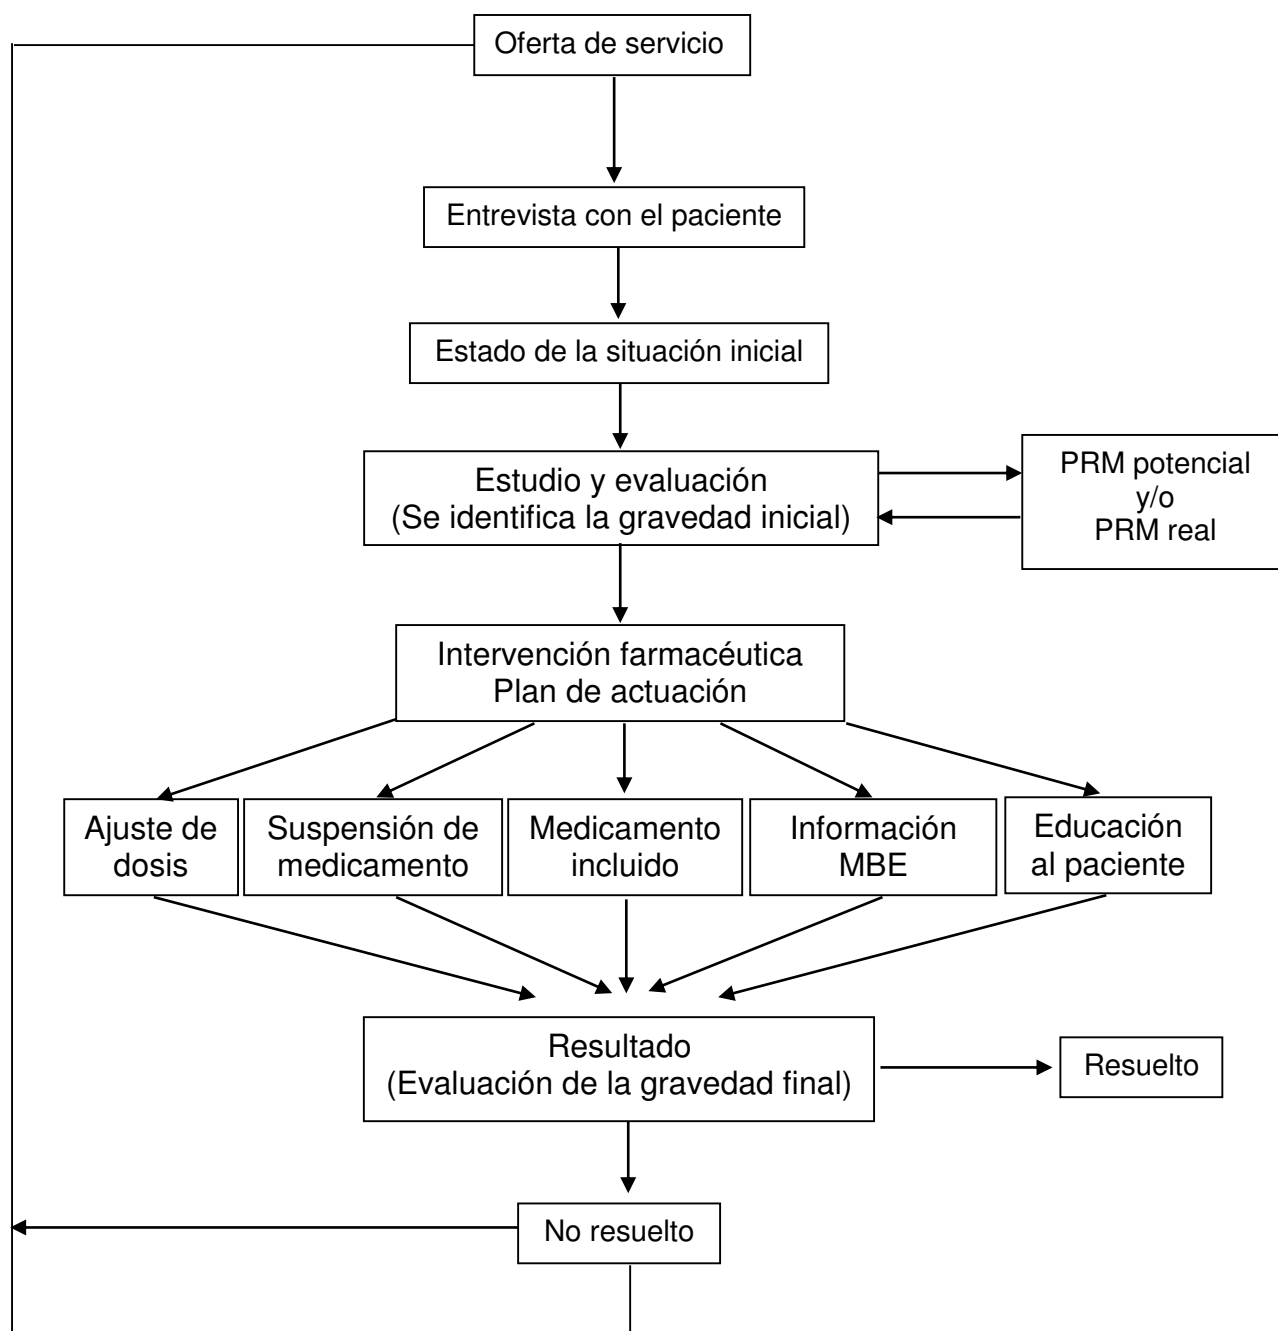 Oferta de servicio
Entrevista con el paciente
Estado de la situación inicial
Estudio y evaluación
(Se identifica la gravedad inicial)
PRM potencial
y/o
PRM real
Intervención farmacéutica
Plan de actuación
Ajuste de
dosis
Suspensión de
medicamento
Medicamento
incluido
Información
MBE
Educación
al paciente
Resultado
(Evaluación de la gravedad final)
Resuelto
No resuelto